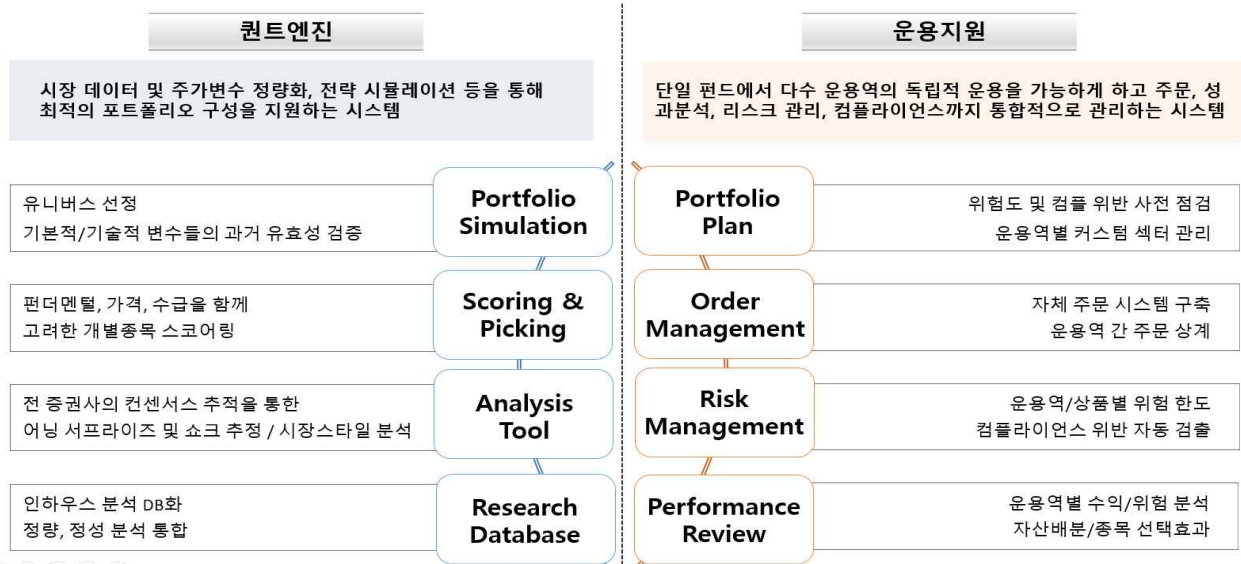 퀀트엔진
시장 데이터 및 주가변수 정량화, 전략 시뮬레이션 등을 통해
최적의 포트폴리오 구성을 지원하는 시스템
유니버스 선정
기본적/기술적 변수들의 과거 유효성 검증
Portfolio
Simulation
펀더멘털, 가격, 수급을 함께
고려한 개별종목 스코어링
Scoring &
Picking
전 증권사의 컨센서스 추적을 통한
어닝 서프라이즈 및 쇼크 추정 / 시장스타일 분석
Analysis
Tool
인하우스 분석 DB화
정량, 정성 분석 통합
Research
Database
운용지원
단일 펀드에서 다수 운용역의 독립적 운용을 가능하게 하고 주문, 성
과분석, 리스크 관리, 컴플라이언스까지 통합적으로 관리하는 시스템
Portfolio
Plan
위험도 및 컴플 위반 사전 점검
운용역별 커스텀 섹터 관리
Order
Management
자체 주문 시스템 구축
운용역 간 주문 상계
Risk
Management
운용역/상품별 위험 한도
컴플라이언스 위반 자동 검출
Performance
Review
운용역별 수익/위험 분석
자산배분/종목 선택효과